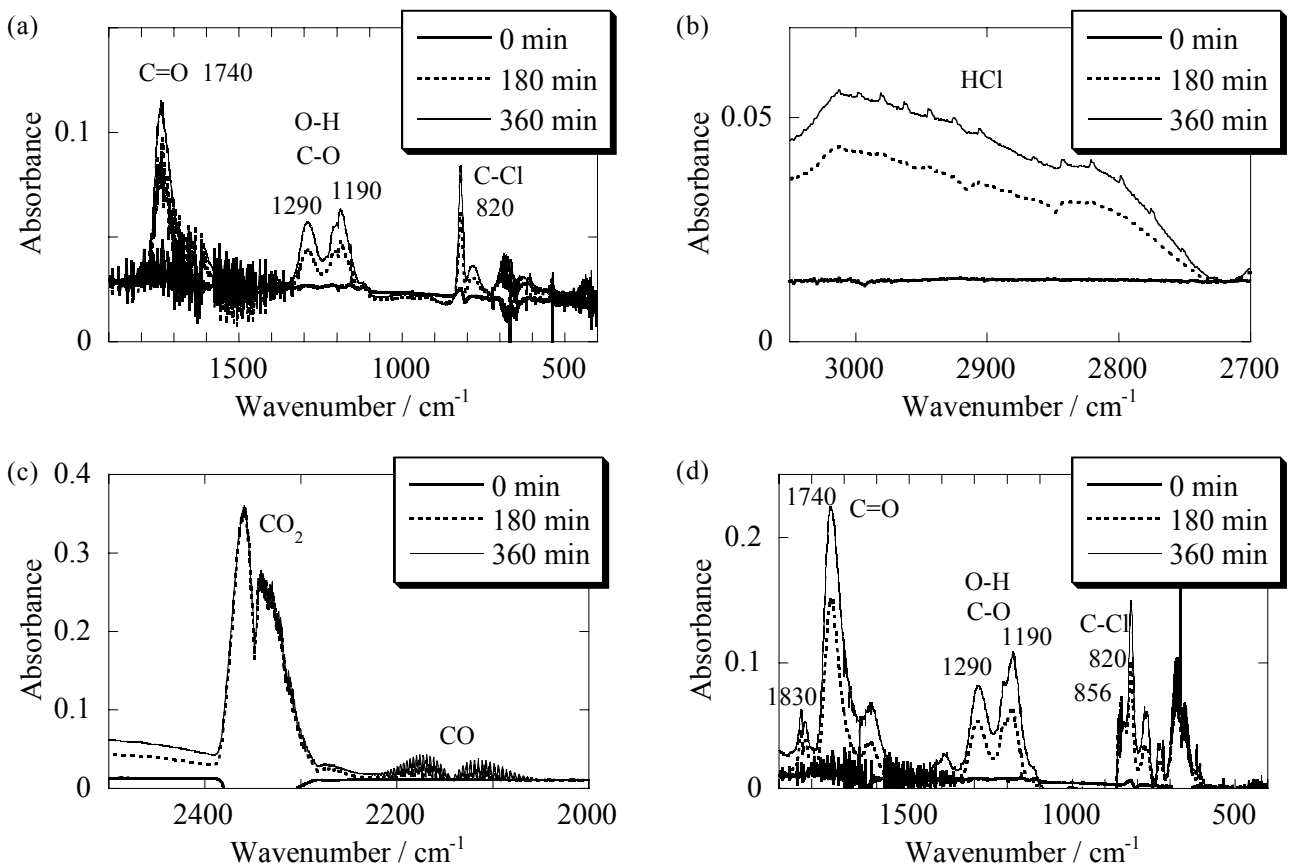 (a)
0 min
180 min
360 min
C=O 1740
O-H
C-O
1290
1190
C-Cl
820
0.1
0
Absorbance
1500
1000
500
Wavenumber / cm-1
(b)
0 min
180 min
360 min
HCl
0.05
0
Absorbance
3000
2900
2800
2700
Wavenumber / cm-1
(c)
0 min
180 min
360 min
CO2
CO
0.4
0.3
0.2
0.1
0
Absorbance
2400
2200
2000
Wavenumber / cm-1
(d)
0 min
180 min
360 min
1740
C=O
O-H
C-O
1190
1290
C-Cl
820
856
1830
0.2
0.1
0
Absorbance
1500
1000
500
Wavenumber / cm-1